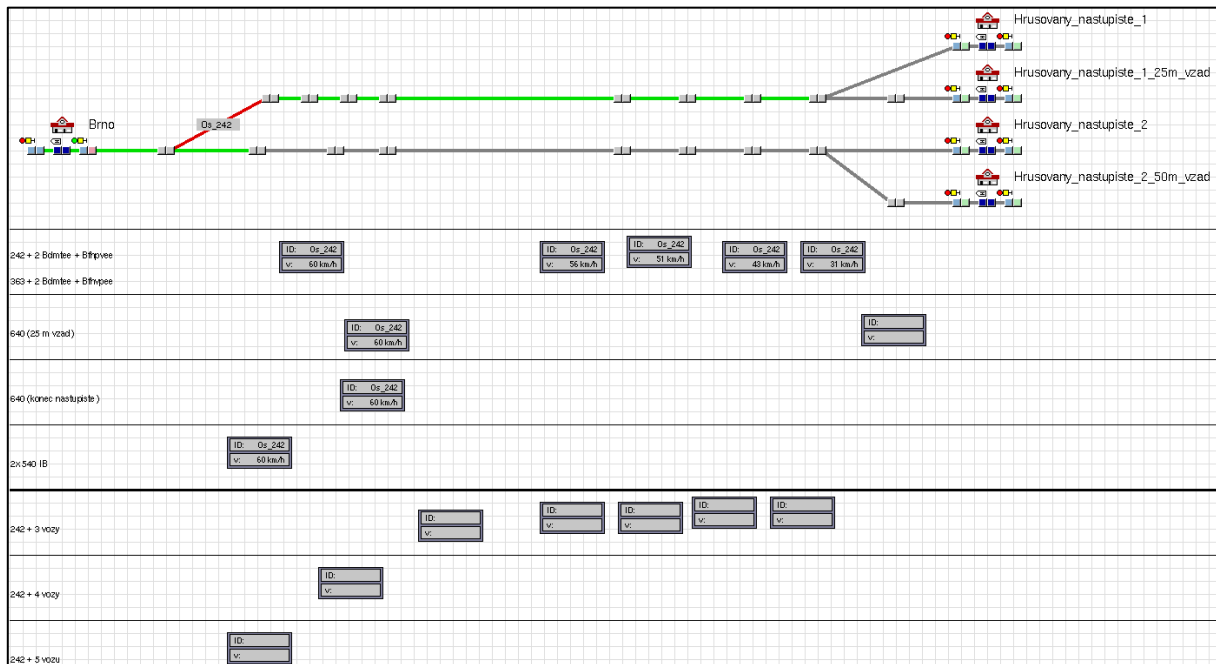 Hrusovany_nastupiste_1
Hrusovany_nastupiste_1_25m_vzad
Os_242
Brno
Hrusovany_nastupiste_2
Hrusovany_nastupiste_2_50m_vzad
242 + 2 Bdmtee + Bfhpvee
ID: Os_242
v: 60 km/h
ID: Os_242
v: 56 km/h
ID: Os_242
v: 51 km/h
ID: Os_242
v: 43 km/h
ID: Os_242
v: 31 km/h
363 + 2 Bdmtee + Bfhvpee
640 (25 m vzad)
ID: Os_242
v: 60 km/h
ID:
v:
640 (konec nastupiste)
ID: Os_242
v: 60 km/h
2x 540 IB
ID: Os_242
v: 60 km/h
242 + 3 vozy
ID:
v:
ID:
v:
ID:
v:
ID:
v:
ID:
v:
242 + 4 vozy
ID:
v:
242 + 5 vozu
ID:
v: